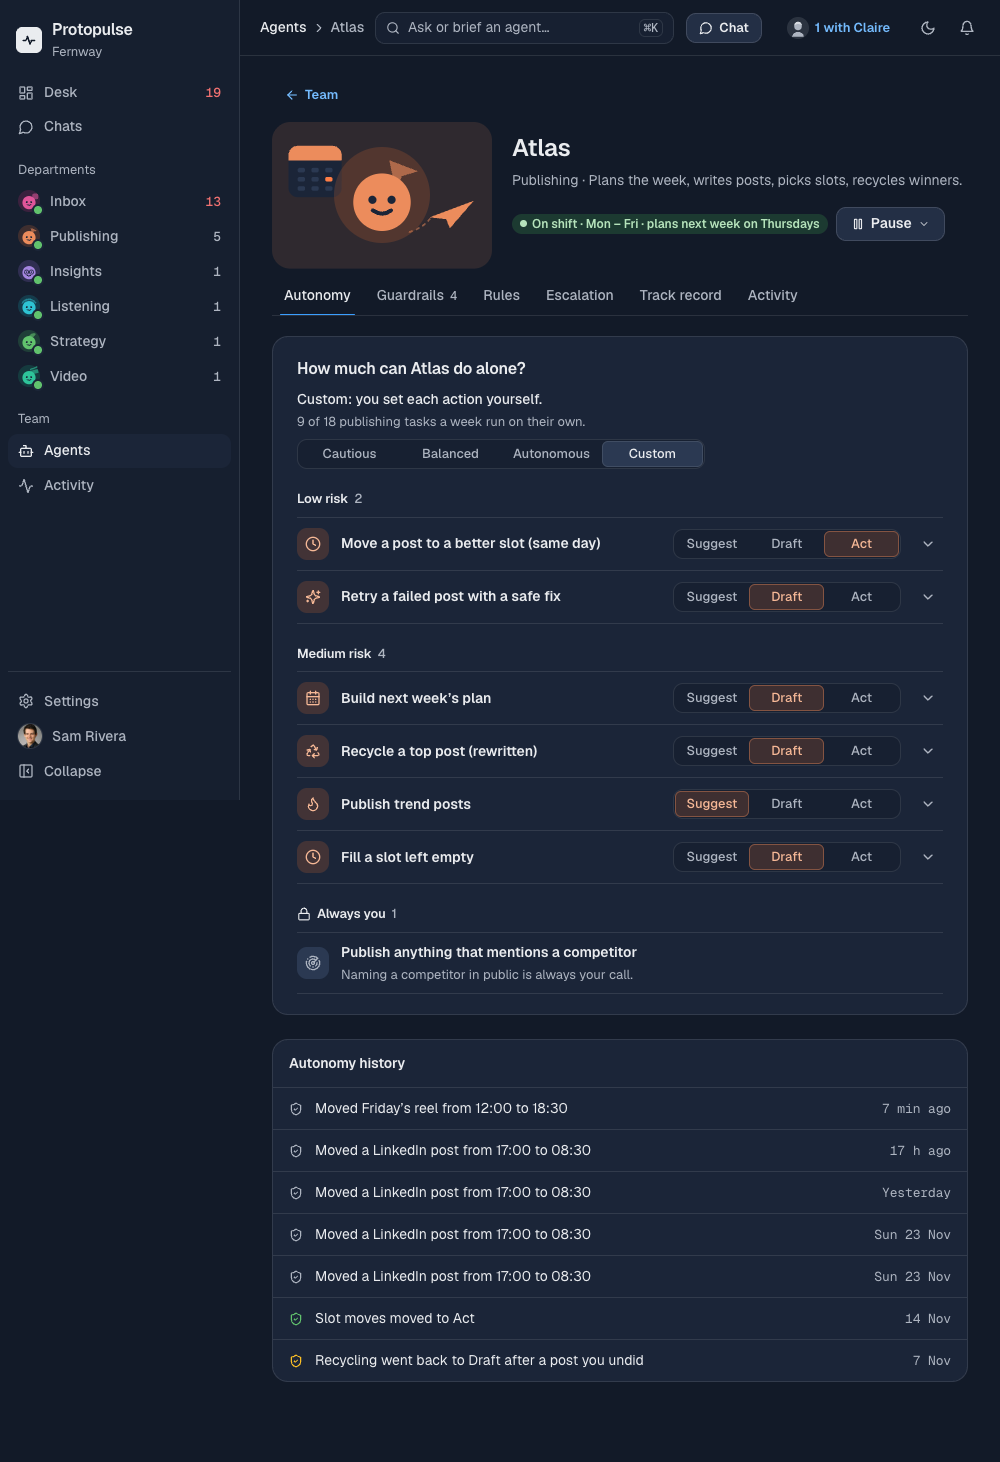 Protopulse
Fernway
Desk 19
Chats
Departments
Inbox 13
Publishing 5
Insights 1
Listening 1
Strategy 1
Video 1
Team
Agents
Activity
Settings
Sam Rivera
Collapse
Agents > Atlas
Ask or brief an agent…
⌘K
Chat
1 with Claire
← Team
Atlas
Publishing · Plans the week, writes posts, picks slots, recycles winners.
On shift · Mon – Fri · plans next week on Thursdays
Pause
Autonomy Guardrails 4 Rules Escalation Track record Activity
How much can Atlas do alone?
Custom: you set each action yourself.
9 of 18 publishing tasks a week run on their own.
Cautious Balanced Autonomous Custom
Low risk 2
Move a post to a better slot (same day) Suggest Draft Act
Retry a failed post with a safe fix Suggest Draft Act
Medium risk 4
Build next week’s plan Suggest Draft Act
Recycle a top post (rewritten) Suggest Draft Act
Publish trend posts Suggest Draft Act
Fill a slot left empty Suggest Draft Act
Always you 1
Publish anything that mentions a competitor
Naming a competitor in public is always your call.
Autonomy history
Moved Friday’s reel from 12:00 to 18:30 7 min ago
Moved a LinkedIn post from 17:00 to 08:30 17 h ago
Moved a LinkedIn post from 17:00 to 08:30 Yesterday
Moved a LinkedIn post from 17:00 to 08:30 Sun 23 Nov
Moved a LinkedIn post from 17:00 to 08:30 Sun 23 Nov
Slot moves moved to Act 14 Nov
Recycling went back to Draft after a post you undid 7 Nov